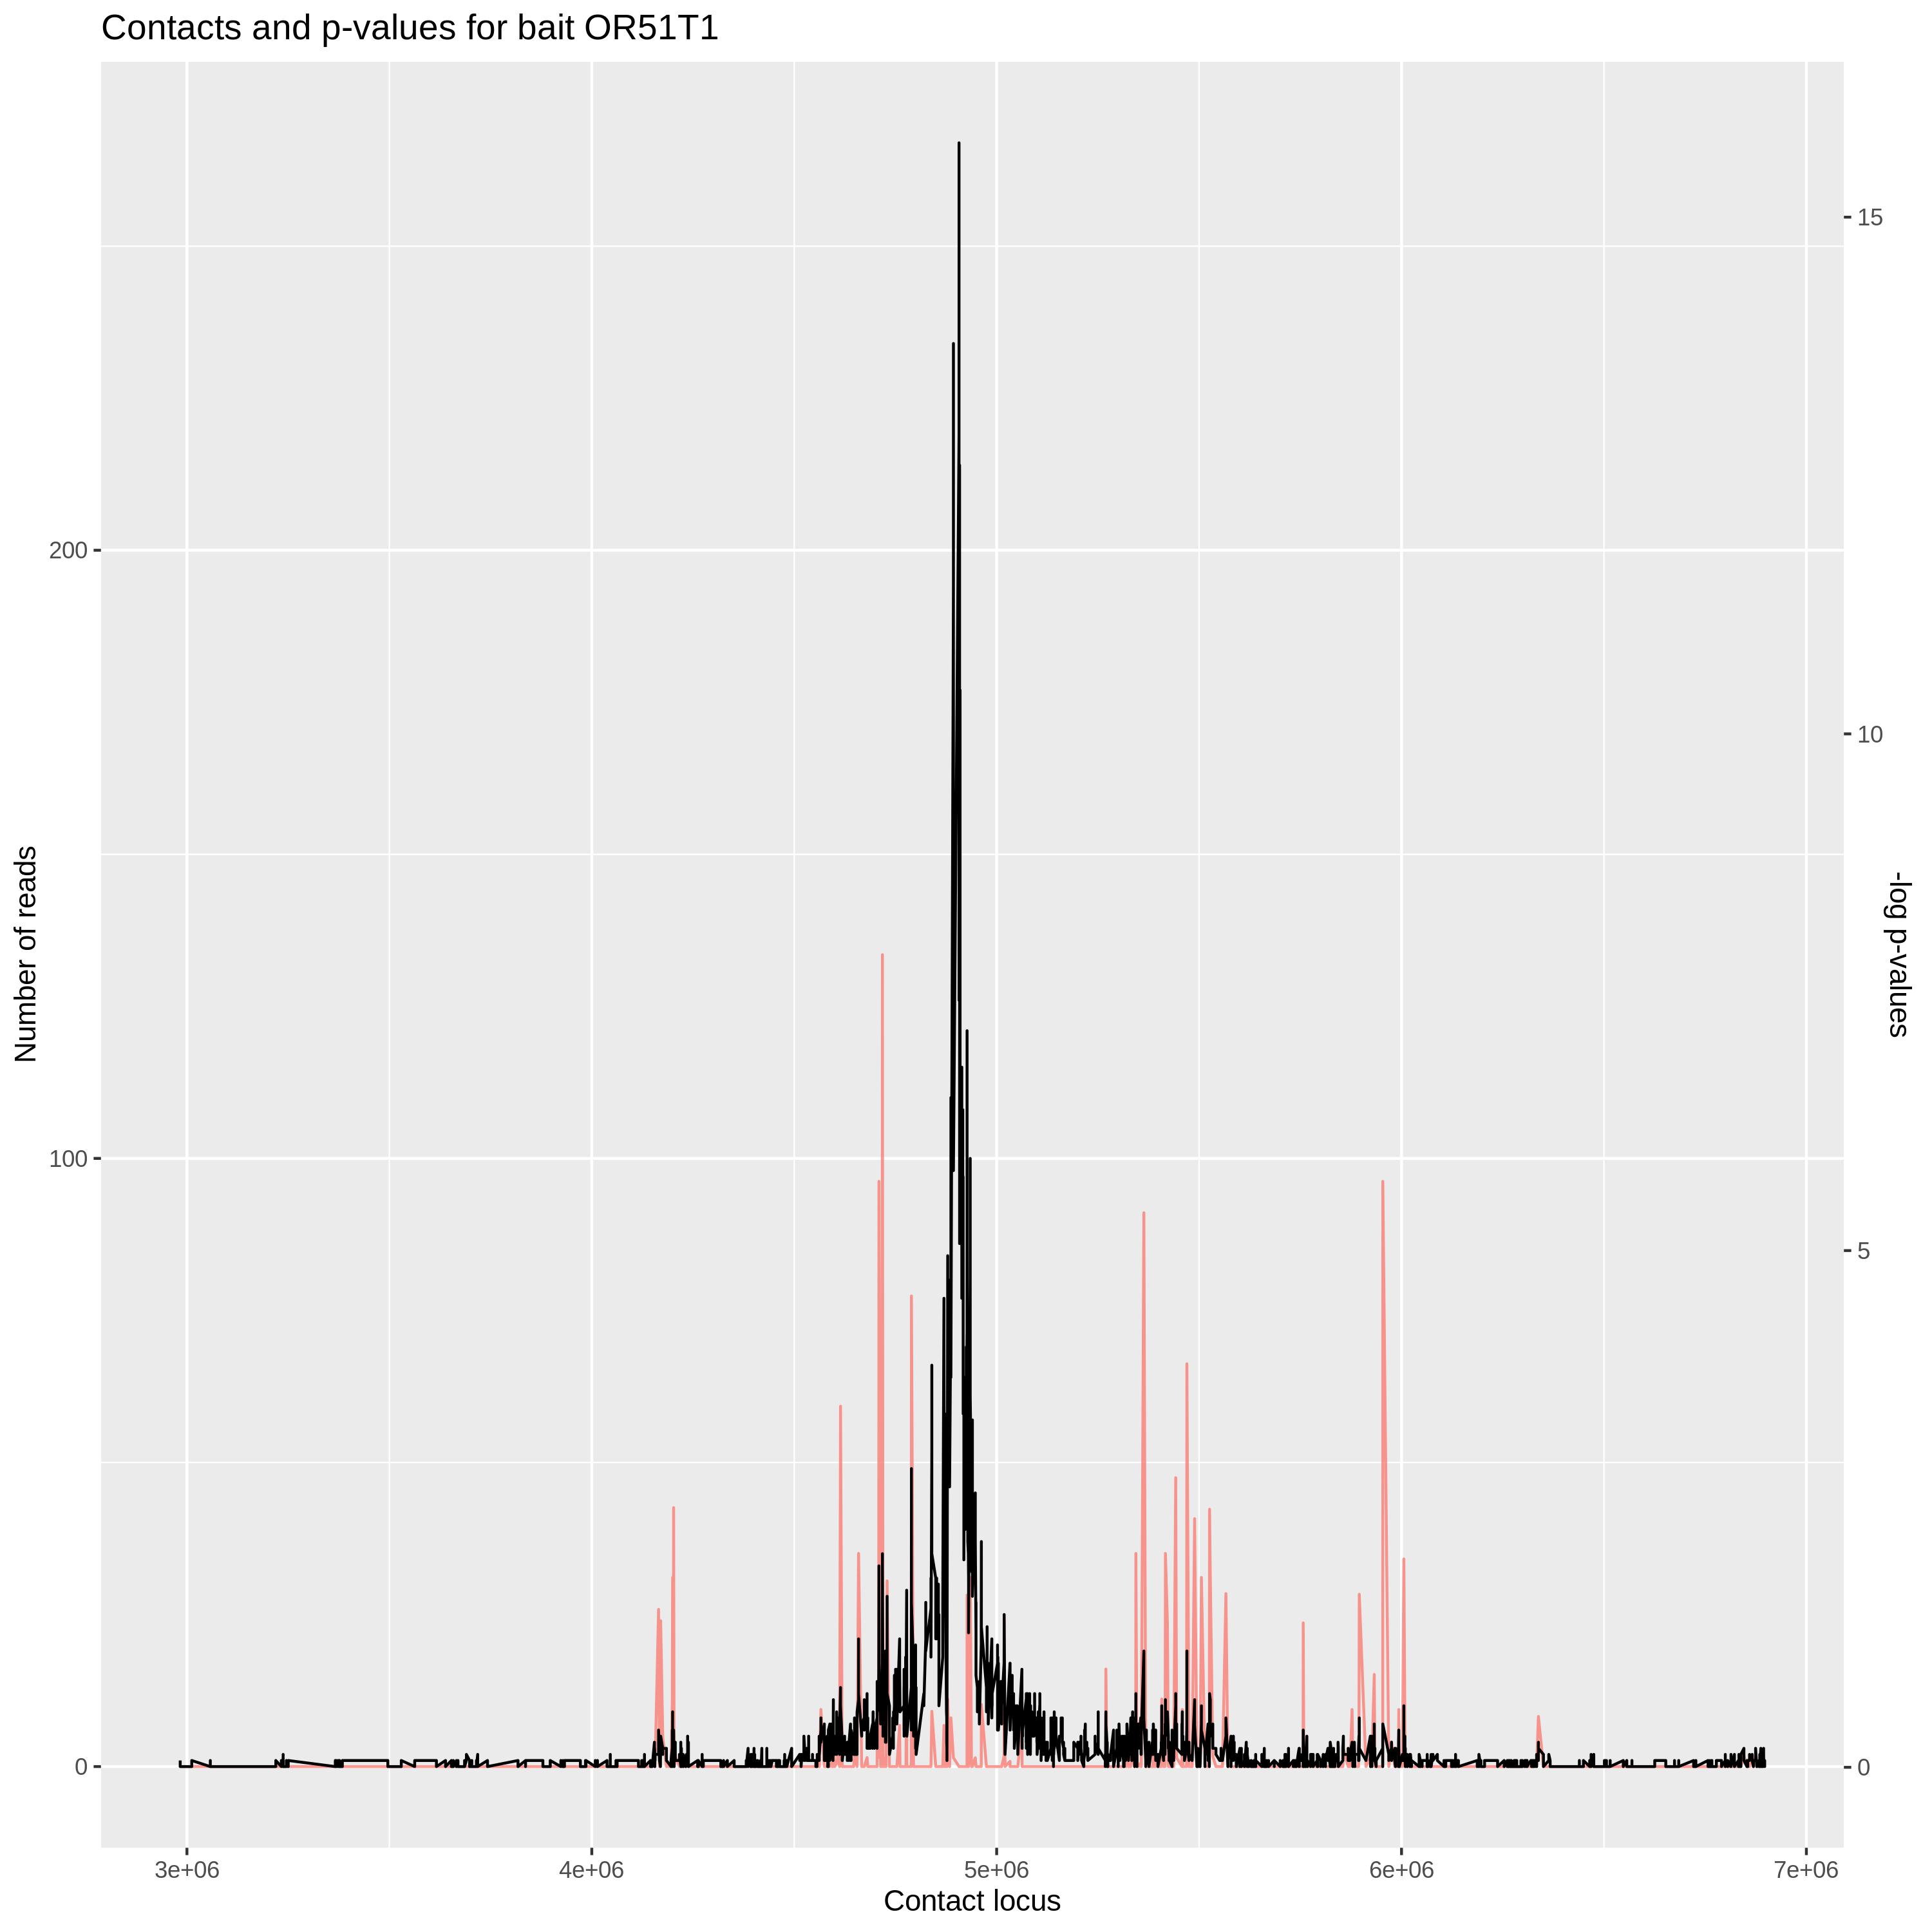 Contacts and p-values for bait OR51T1
15
200
10
Number of reads
-log p-values
100
5
0
0
3e+06
4e+06
5e+06
6e+06
7e+06
Contact locus